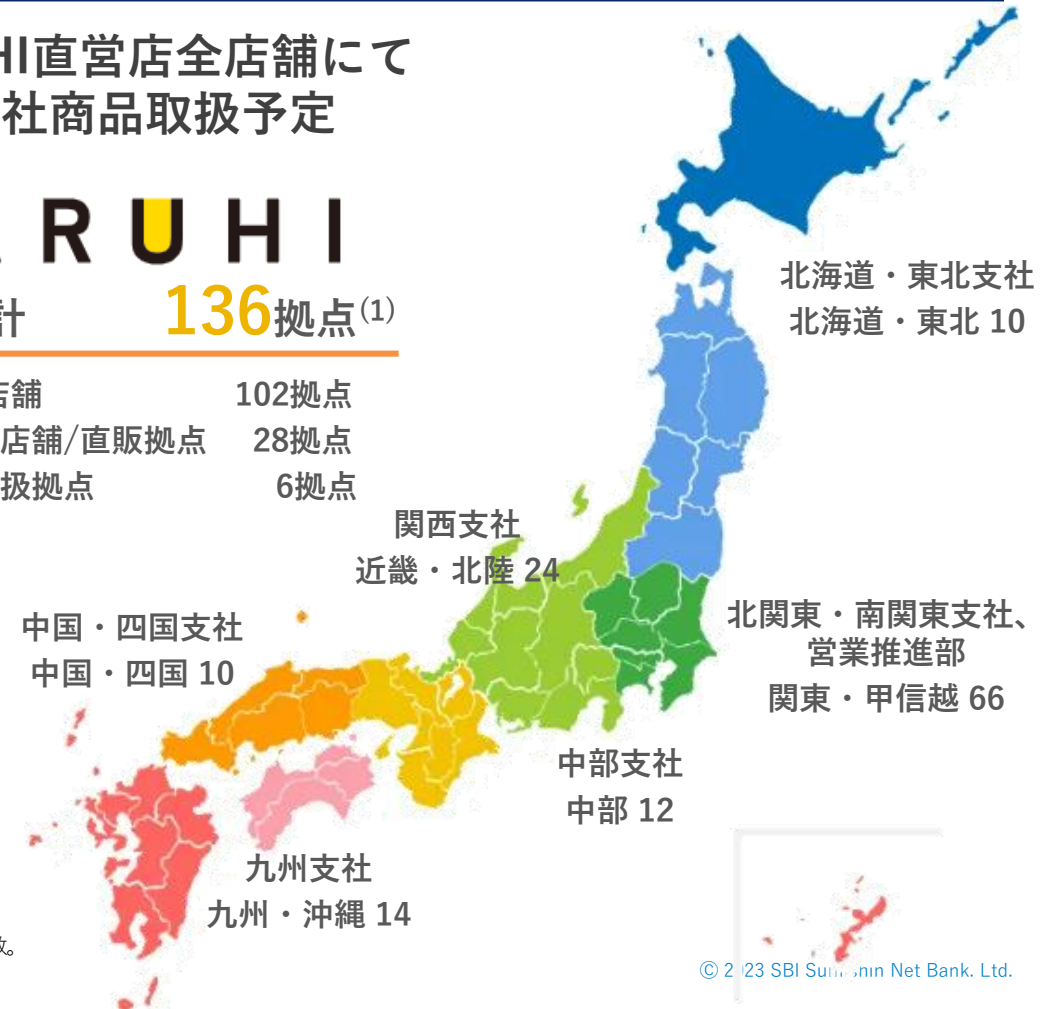 HI直営店全店舗にて
社商品取扱予定
RUHI
計 136拠点(1)
店舗 102拠点
店舗/直販拠点 28拠点
扱拠点 6拠点
北海道・東北支社
北海道・東北 10
関西支社
近畿・北陸 24
中国・四国支社
中国・四国 10
北関東・南関東支社、
営業推進部
関東・甲信越 66
中部支社
中部 12
九州支社
九州・沖縄 14
数。
© 2 23 SBI Net Bank. Ltd.